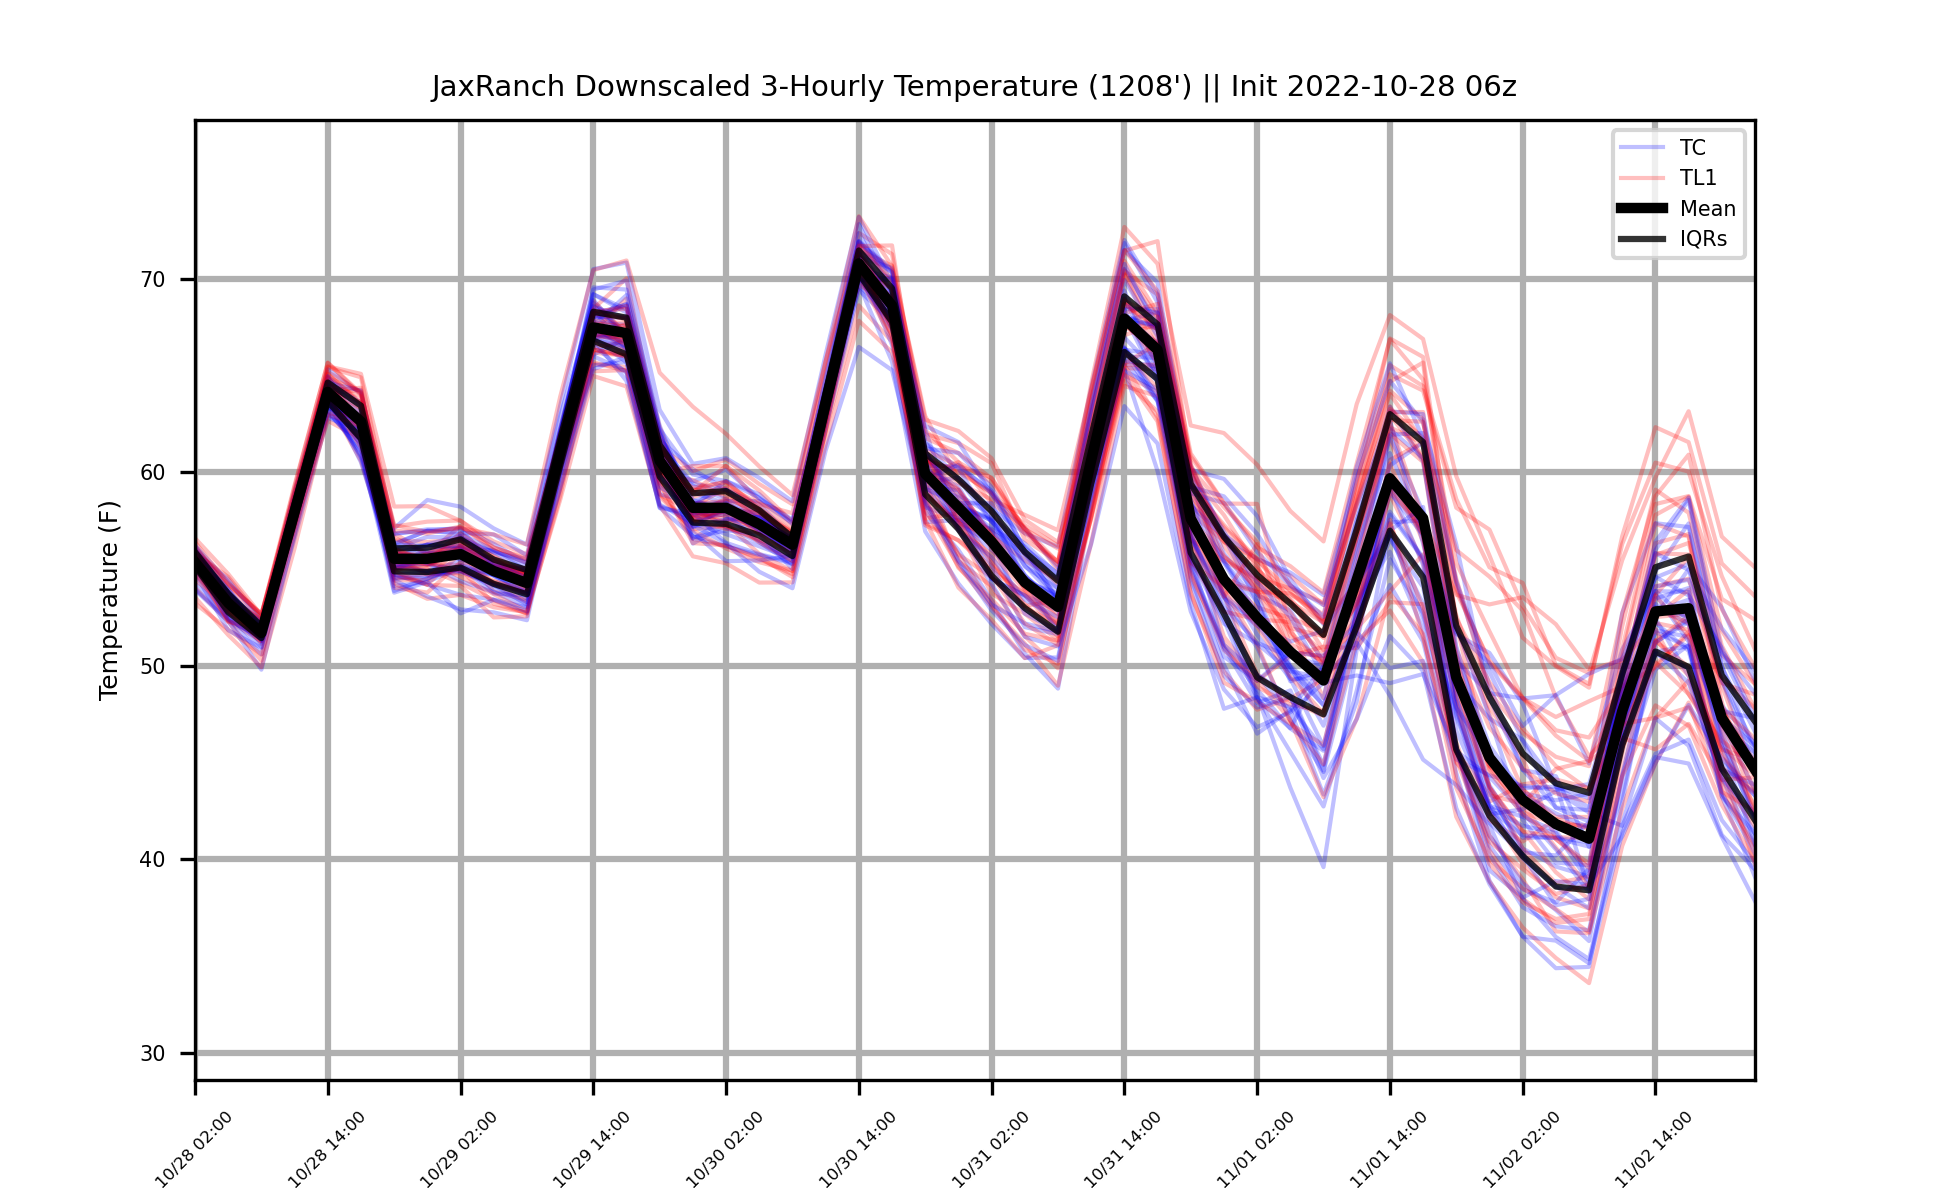 JaxRanch Downscaled 3-Hourly Temperature (1208') || Init 2022-10-28 06z
TC
TL1
Mean
IQRs
Temperature (F)
70
60
50
40
30
10/28 02:00
10/28 14:00
10/29 02:00
10/29 14:00
10/30 02:00
10/30 14:00
10/31 02:00
10/31 14:00
11/01 02:00
11/01 14:00
11/02 02:00
11/02 14:00